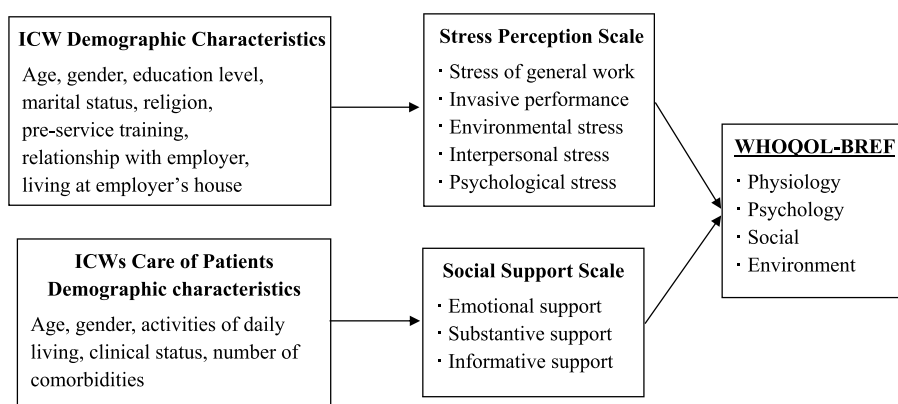 ICW Demographic Characteristics
Age, gender, education level,
marital status, religion,
pre-service training,
relationship with employer,
living at employer's house
Stress Perception Scale
· Stress of general work
· Invasive performance
· Environmental stress
· Interpersonal stress
· Psychological stress
WHOQOL-BREF
· Physiology
· Psychology
· Social
· Environment
ICWs Care of Patients
Demographic characteristics
Age, gender, activities of daily
living, clinical status, number of
comorbidities
Social Support Scale
· Emotional support
· Substantive support
· Informative support